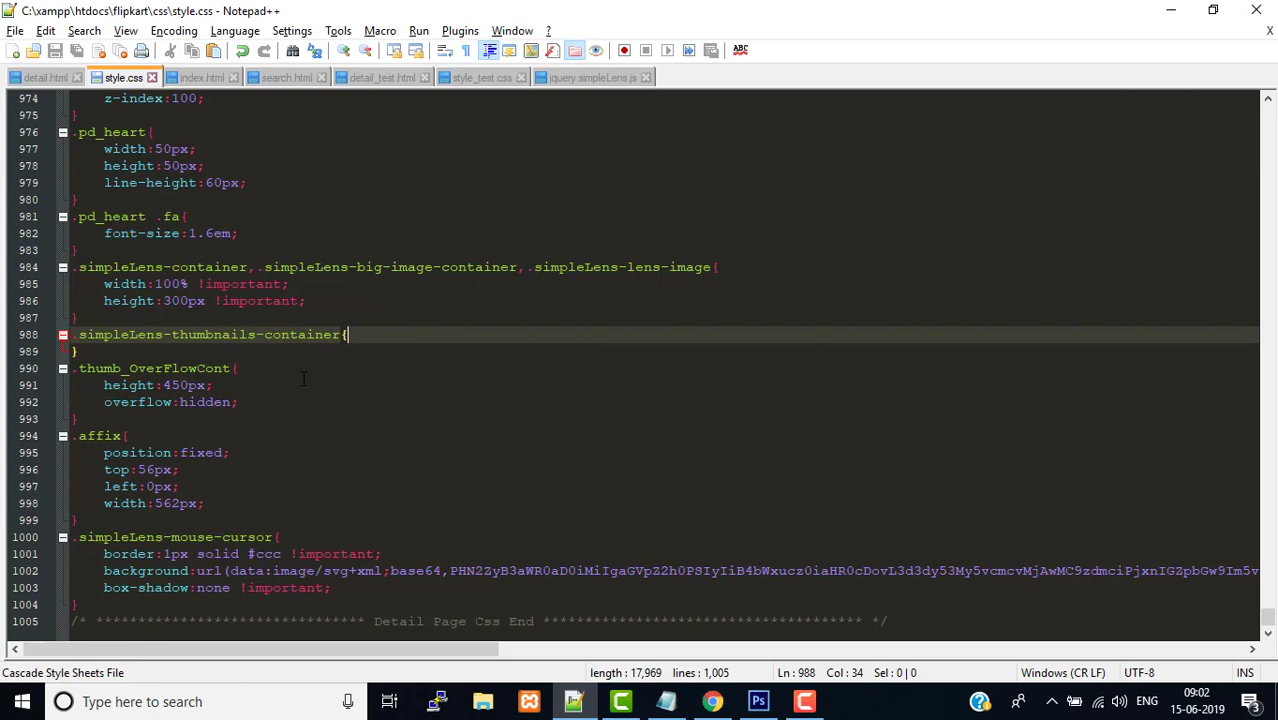 C:\xampp\htdocs\flipkart\css\style.css - Notepad++
File Edit Search View Encoding Language Settings Tools Macro Run Plugins Window ? X
detail.html style.css index.html search.html detail_test.html style_test.css jquery.simpleLens.js
974 z-index:100;
975 }
976 .pd_heart{
977 width:50px;
978 height:50px;
979 line-height:60px;
980 }
981 .pd_heart .fa{
982 font-size:1.6em;
983 }
984 .simpleLens-container,.simpleLens-big-image-container,.simpleLens-lens-image{
985 width:100% !important;
986 height:300px !important;
987 }
988 .simpleLens-thumbnails-container{
989 }
990 .thumb_OverFlowCont{
991 height:450px;
992 overflow:hidden;
993 }
994 .affix{
995 position:fixed;
996 top:56px;
997 left:0px;
998 width:562px;
999 }
1000 .simpleLens-mouse-cursor{
1001 border:1px solid #ccc !important;
1002 background:url(data:image/svg+xml;base64,PHN2ZyB3aWR0aD0iMiIgaGVpZ2h0PSIyIiB4bWxucz0iaHR0cDovL3d3dy53My5vcmcvMjAwMC9zdmciPjxnIGZpbGw9Im5v
1003 box-shadow:none !important;
1004 }
1005 /* ******************************** Detail Page Css End ************************************ */
Cascade Style Sheets File length : 17,969 lines : 1,005 Ln : 988 Col : 34 Sel : 0 | 0 Windows (CR LF) UTF-8 INS
Type here to search ENG 09:02
15-06-2019 3